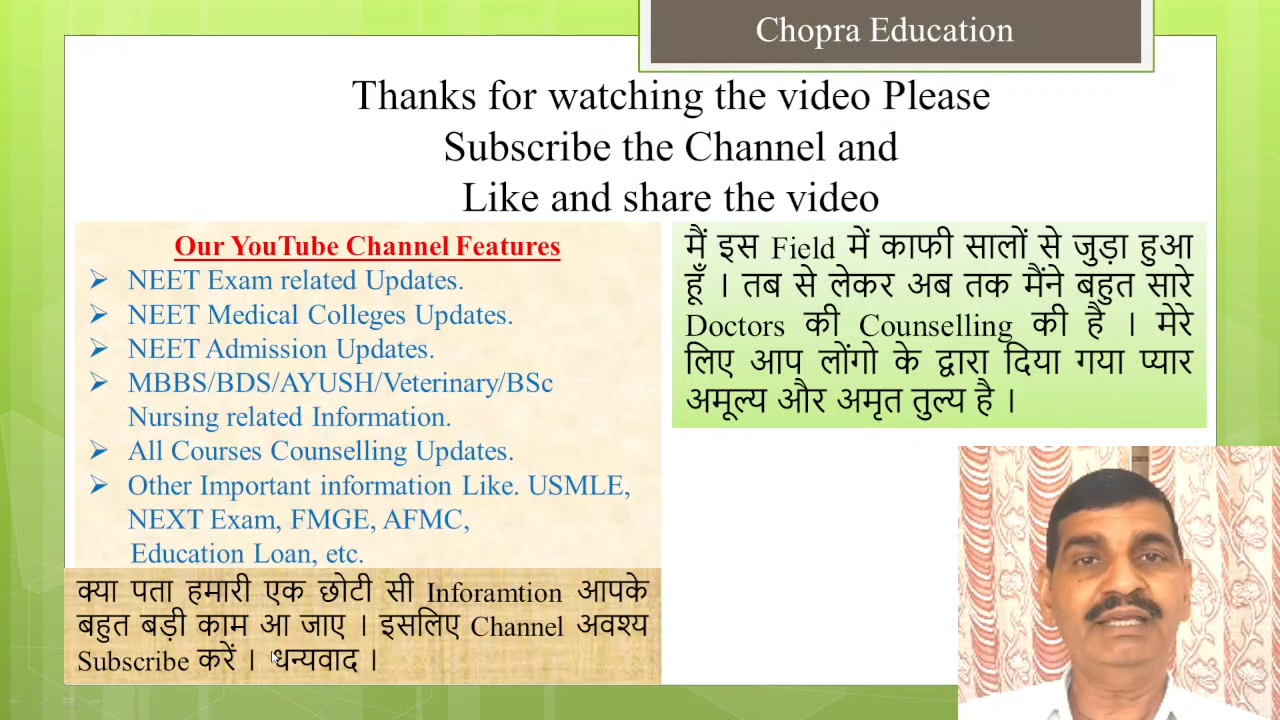 Chopra Education
Thanks for watching the video Please
Subscribe the Channel and
Like and share the video
Our YouTube Channel Features
➢ NEET Exam related Updates.
➢ NEET Medical Colleges Updates.
➢ NEET Admission Updates.
➢ MBBS/BDS/AYUSH/Veterinary/BSc
Nursing related Information.
➢ All Courses Counselling Updates.
➢ Other Important information Like. USMLE,
NEXT Exam, FMGE, AFMC,
Education Loan, etc.
क्या पता हमारी एक छोटी सी Inforamtion आपके
बहुत बड़ी काम आ जाए । इसलिए Channel अवश्य
Subscribe करें । धन्यवाद ।
मैं इस Field में काफी सालों से जुड़ा हुआ
हूँ । तब से लेकर अब तक मैंने बहुत सारे
Doctors की Counselling की है । मेरे
लिए आप लोंगो के द्वारा दिया गया प्यार
अमूल्य और अमृत तुल्य है ।